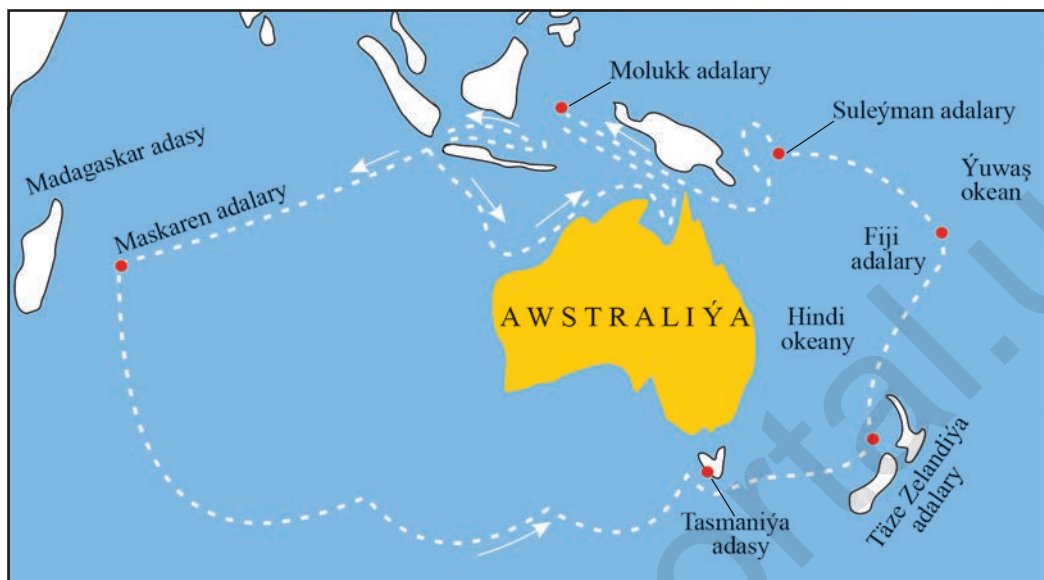 Molukk adalary
Suleýman adalary
Madagaskar adasy
Maskaren adalary
Ýuwaş
okean
Fiji
adalary
AWSTRALIÝA
Hindi
okeany
Tasmaniýa
adasy
Täze Zelandiýa
adalary
ortal.u